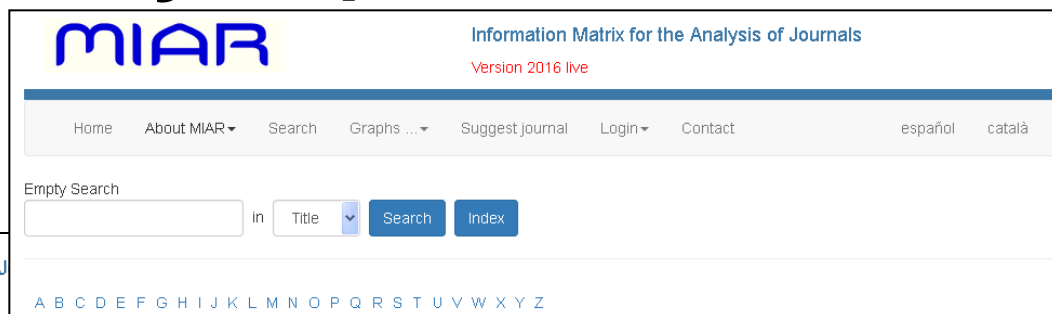 MIAR
Information Matrix for the Analysis of Journals
Version 2016 live
Home About MIAR Search Graphs ... Suggest journal Login Contact español català
Empty Search
in Title Search Index
A B C D E F G H I J K L M N O P Q R S T U V W X Y Z